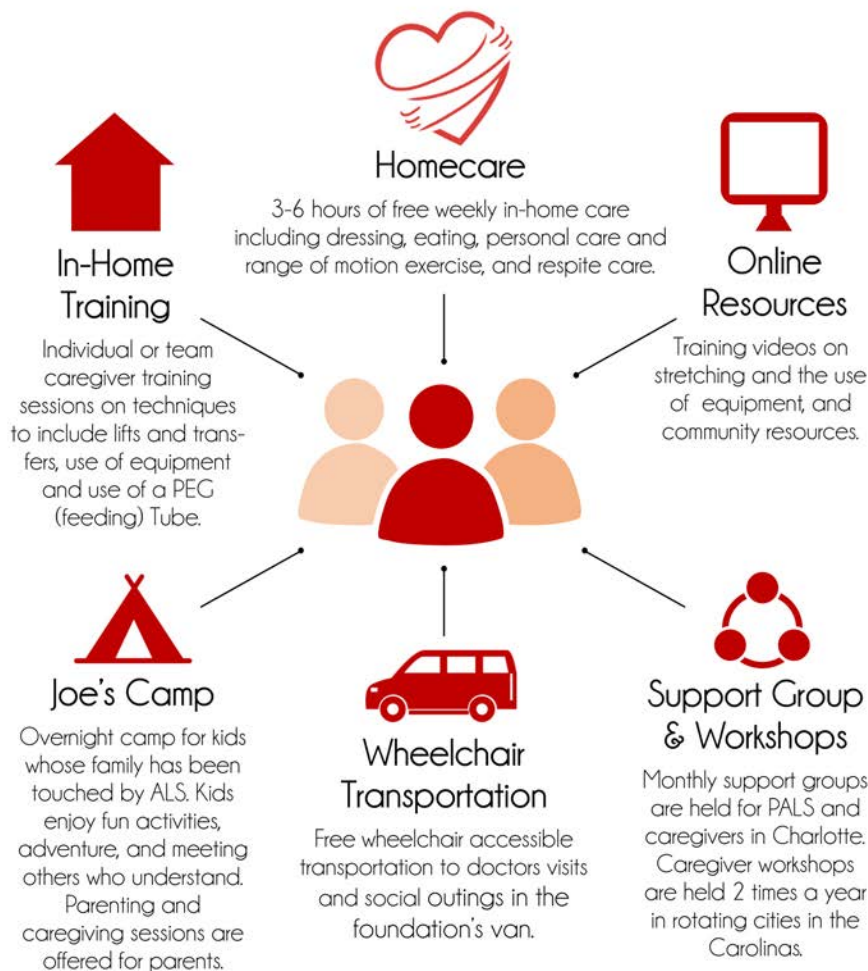 Homecare
3-6 hours of free weekly in-home care
including dressing, eating, personal care and
range of motion exercise, and respite care.
In-Home
Training
Individual or team
caregiver training
sessions on techniques
to include lifts and trans-
fers, use of equipment
and use of a PEG
(feeding) Tube.
Online
Resources
Training videos on
stretching and the use
of equipment, and
community resources.
Joe's Camp
Overnight camp for kids
whose family has been
touched by ALS. Kids
enjoy fun activities,
adventure, and meeting
others who understand.
Parenting and
caregiving sessions are
offered for parents.
Wheelchair
Transportation
Free wheelchair accessible
transportation to doctors visits
and social outings in the
foundation's van.
Support Group
& Workshops
Monthly support groups
are held for PALS and
caregivers in Charlotte.
Caregiver workshops
are held 2 times a year
in rotating cities in the
Carolinas.